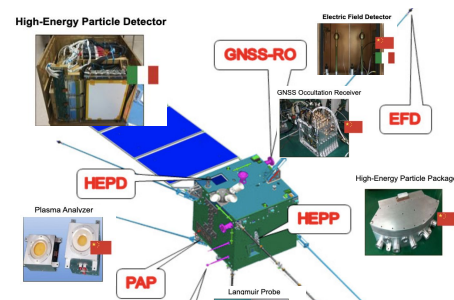 High-Energy Particle Detector
Electric Field Detector
GNSS-RO
GNSS Occultation Receiver
EFD
HEPD
High-Energy Particle Package
Plasma Analyzer
HEPP
PAP
Langmuir Probe